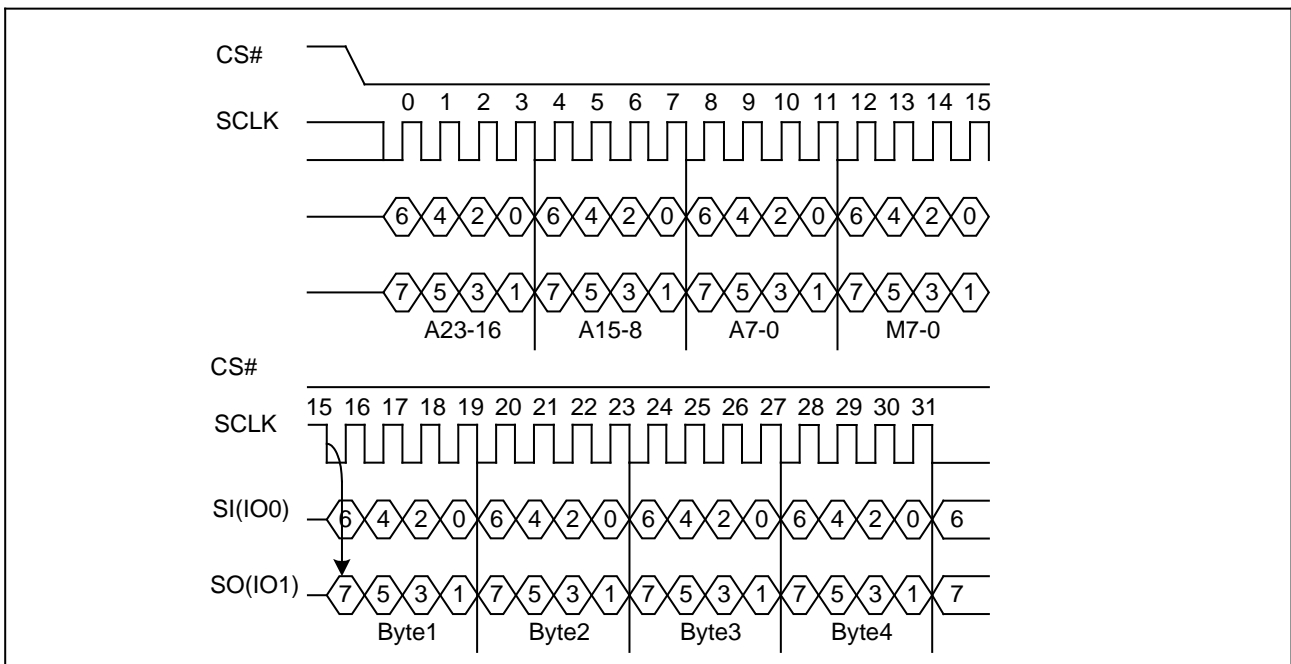 CS#
0 1 2 3 4 5 6 7 8 9 10 11 12 13 14 15
SCLK
6 4 2 0 6 4 2 0 6 4 2 0 6 4 2 0
7 5 3 1 7 5 3 1 7 5 3 1 7 5 3 1
A23-16 A15-8 A7-0 M7-0
CS#
15 16 17 18 19 20 21 22 23 24 25 26 27 28 29 30 31
SCLK
SI(IO0) 6 4 2 0 6 4 2 0 6 4 2 0 6 4 2 0 6
SO(IO1) 7 5 3 1 7 5 3 1 7 5 3 1 7 5 3 1 7
Byte1 Byte2 Byte3 Byte4